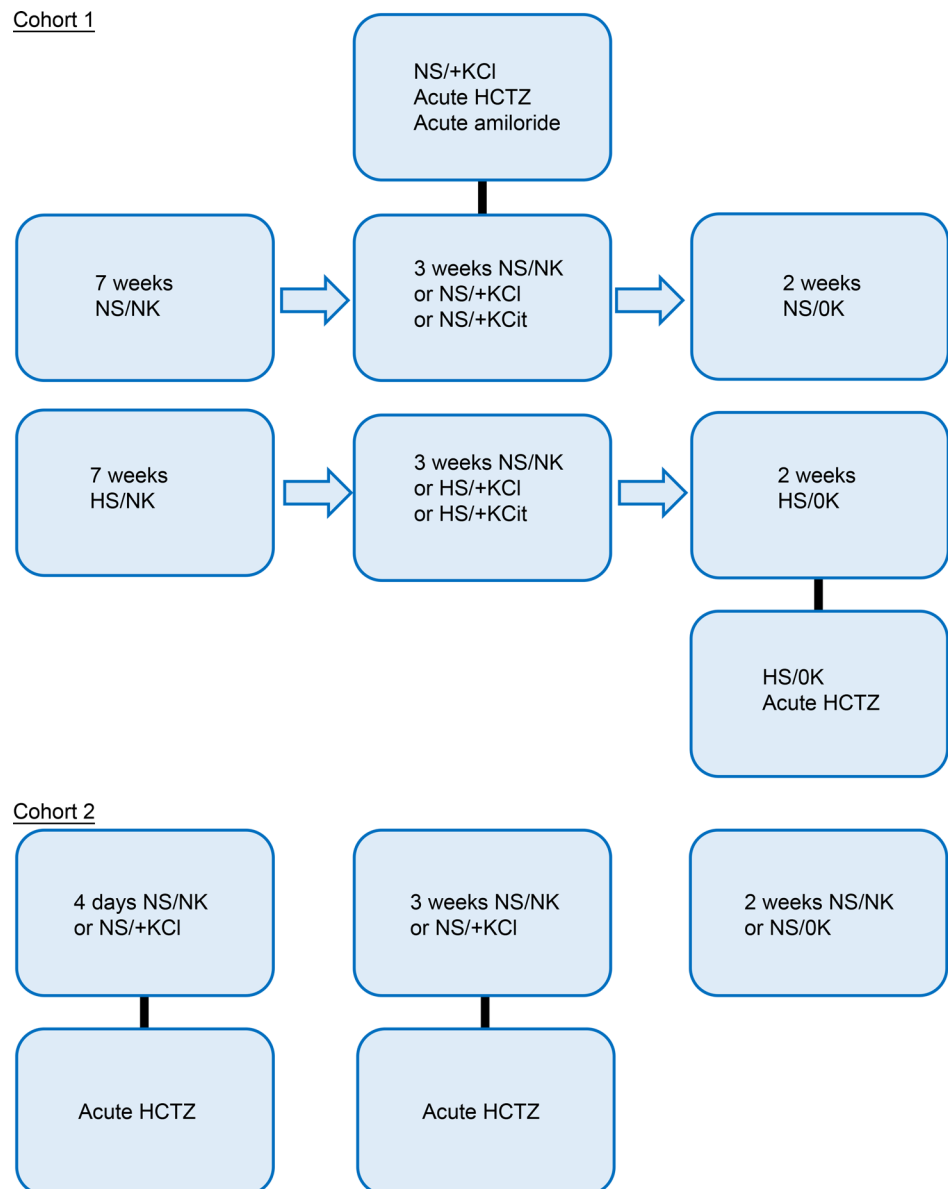 Cohort 1
NS/+KCl
Acute HCTZ
Acute amiloride
7 weeks
NS/NK
3 weeks NS/NK
or NS/+KCl
or NS/+KCit
2 weeks
NS/0K
7 weeks
HS/NK
3 weeks NS/NK
or HS/+KCl
or HS/+KCit
2 weeks
HS/0K
HS/0K
Acute HCTZ
Cohort 2
4 days NS/NK
or NS/+KCl
3 weeks NS/NK
or NS/+KCl
2 weeks NS/NK
or NS/0K
Acute HCTZ
Acute HCTZ